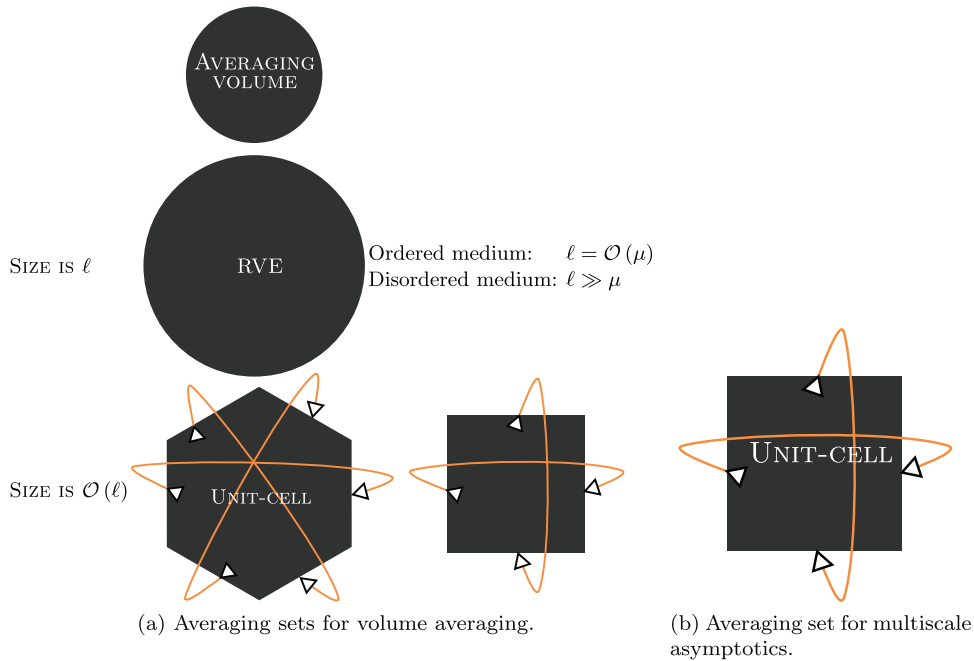 Averaging
volume
Size is ℓ
RVE
Ordered medium: ℓ = 𝒪 (μ)
Disordered medium: ℓ ≫ μ
Size is 𝒪 (ℓ)
Unit-cell
Unit-cell
(a) Averaging sets for volume averaging.
(b) Averaging set for multiscale
asymptotics.